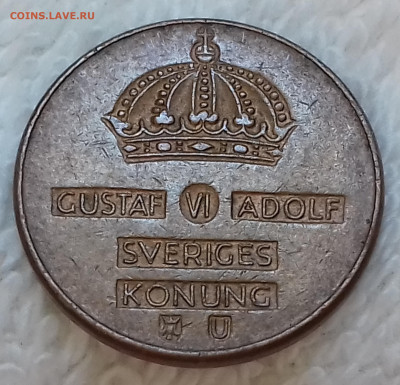 COINS.LAVE.RU
GUSTAF VI ADOLF
SVERIGES
KONUNG
U